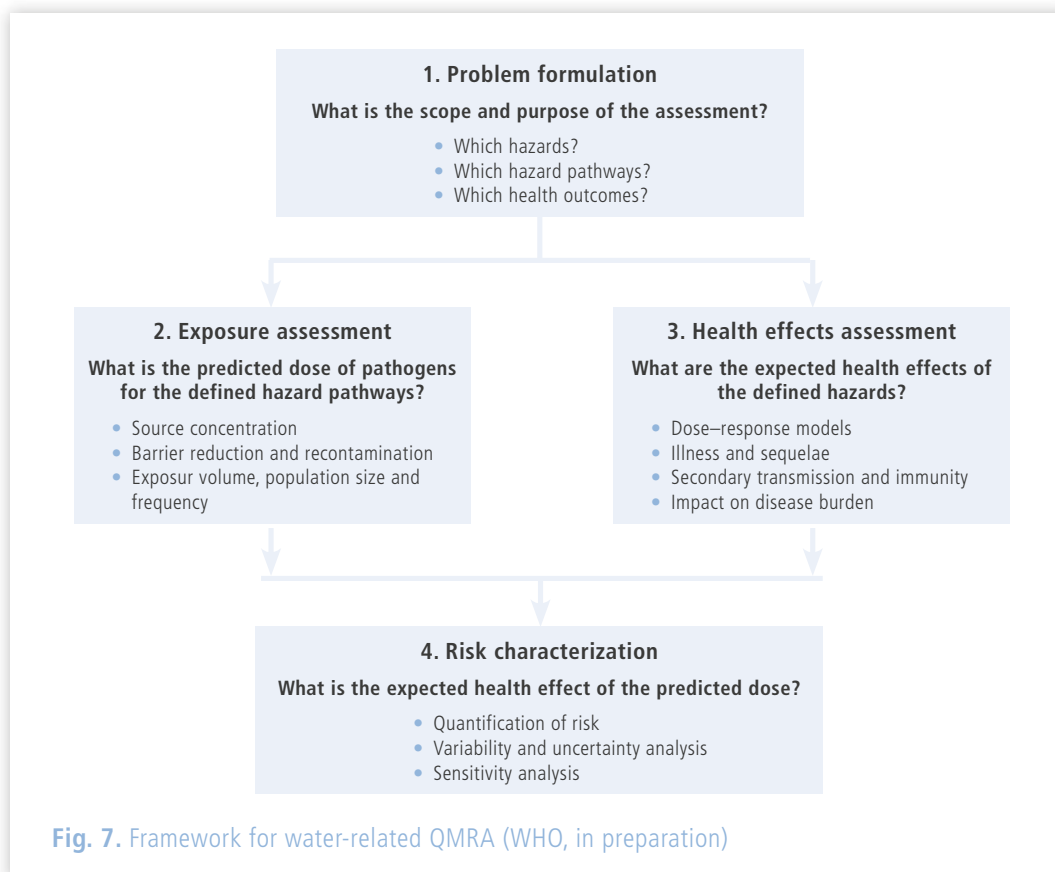 1. Problem formulation
What is the scope and purpose of the assessment?
• Which hazards?
• Which hazard pathways?
• Which health outcomes?
2. Exposure assessment
What is the predicted dose of pathogens
for the defined hazard pathways?
• Source concentration
• Barrier reduction and recontamination
• Exposur volume, population size and
frequency
3. Health effects assessment
What are the expected health effects of
the defined hazards?
• Dose–response models
• Illness and sequelae
• Secondary transmission and immunity
• Impact on disease burden
4. Risk characterization
What is the expected health effect of the predicted dose?
• Quantification of risk
• Variability and uncertainty analysis
• Sensitivity analysis
Fig. 7. Framework for water-related QMRA (WHO, in preparation)